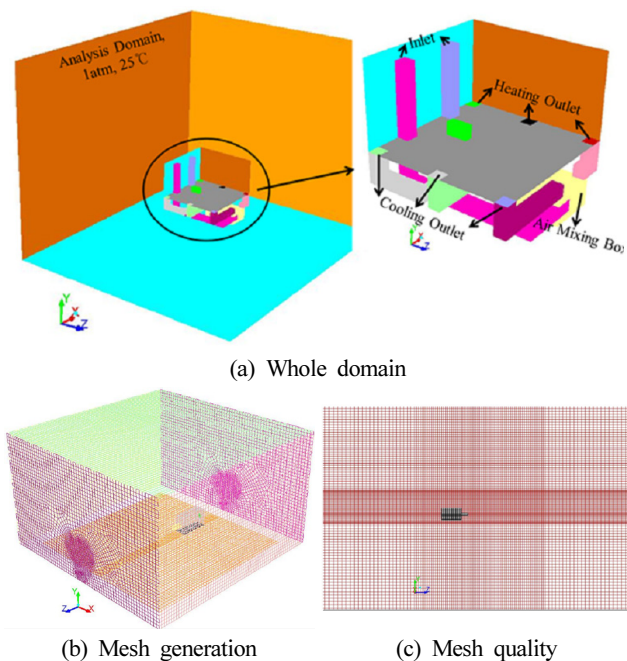 Analysis Domain,
1atm, 25℃
Inlet
Heating Outlet
Cooling Outlet
Air Mixing Box
Y
X
Z
Y
X
Z
(a) Whole domain
Y
Z
X
Y
Z
(b) Mesh generation
(c) Mesh quality